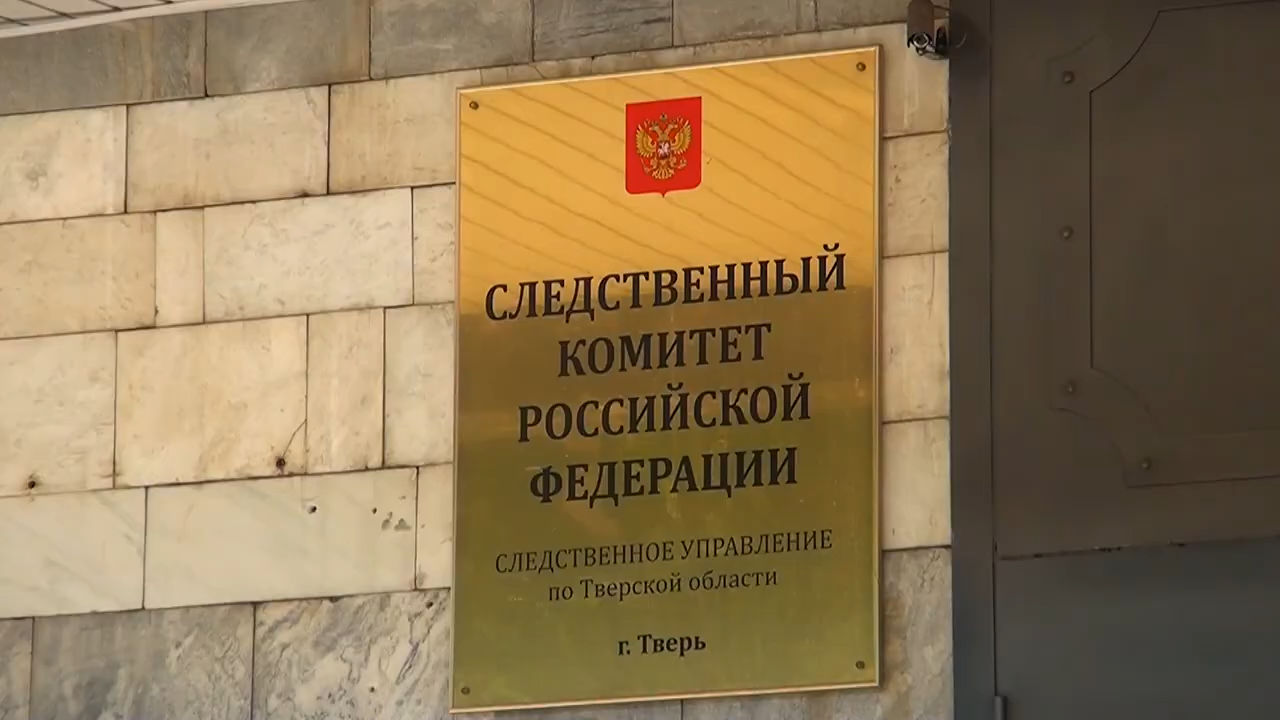 СЛЕДСТВЕННЫЙ
КОМИТЕТ
РОССИЙСКОЙ
ФЕДЕРАЦИИ
СЛЕДСТВЕННОЕ УПРАВЛЕНИЕ
по Тверской области
г. Тверь